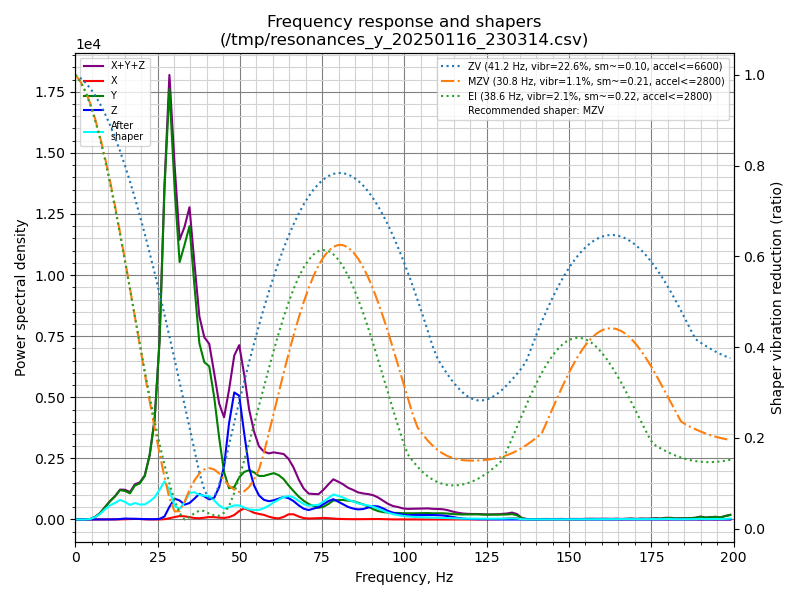 Frequency response and shapers
(/tmp/resonances_y_20250116_230314.csv)
1e4
X+Y+Z
X
Y
Z
After
shaper
ZV (41.2 Hz, vibr=22.6%, sm~=0.10, accel<=6600)
MZV (30.8 Hz, vibr=1.1%, sm~=0.21, accel<=2800)
EI (38.6 Hz, vibr=2.1%, sm~=0.22, accel<=2800)
Recommended shaper: MZV
Power spectral density
1.75
1.50
1.25
1.00
0.75
0.50
0.25
0.00
1.0
0.8
0.6
0.4
0.2
0.0
Shaper vibration reduction (ratio)
0 25 50 75 100 125 150 175 200
Frequency, Hz